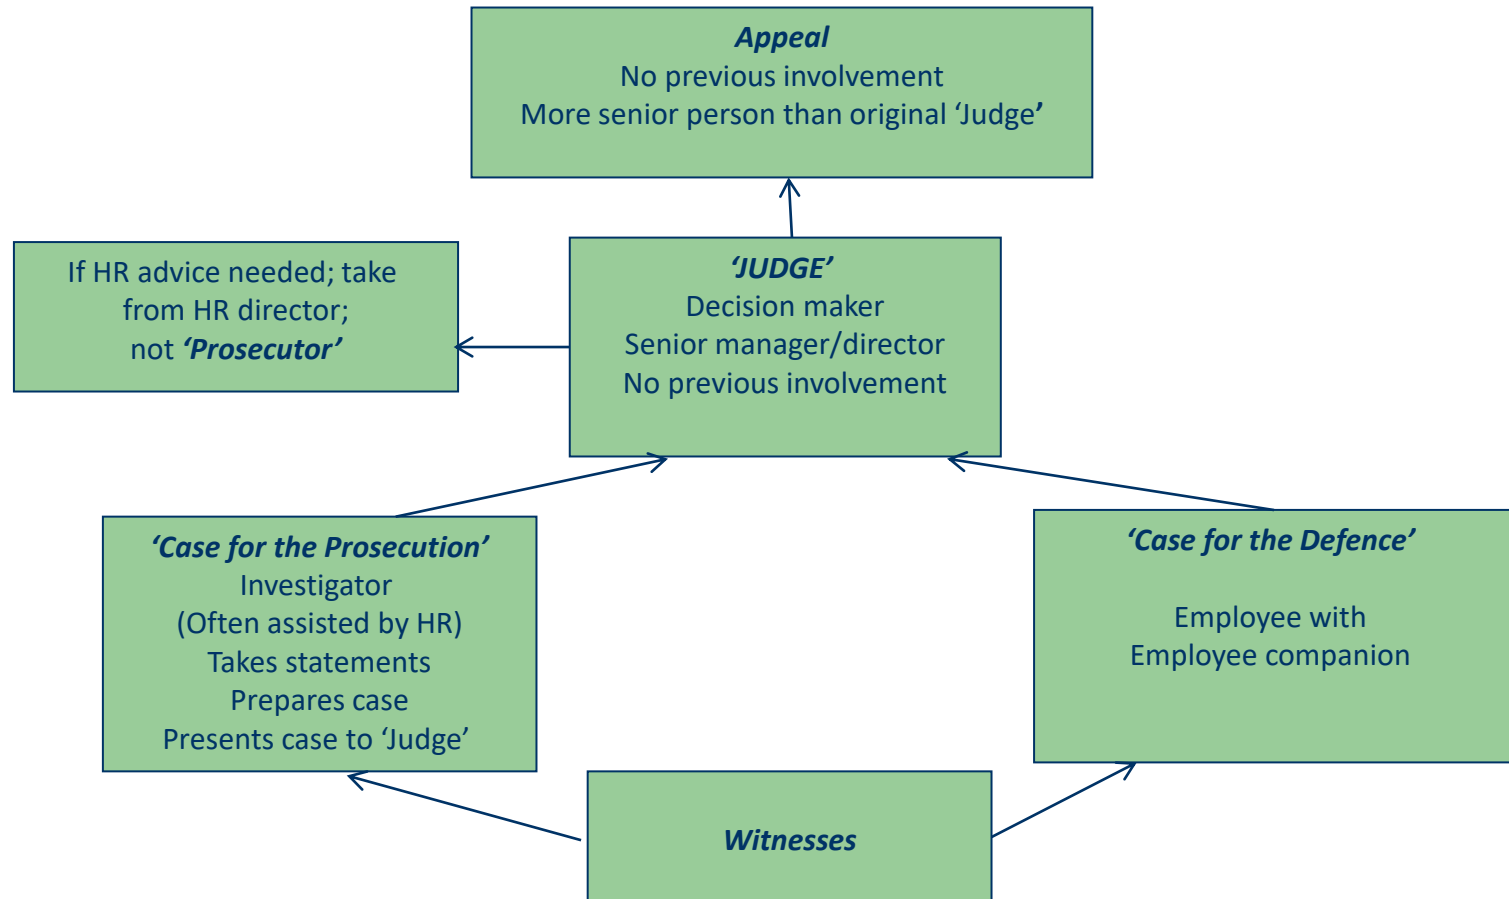 Appeal
No previous involvement
More senior person than original ‘Judge’
If HR advice needed; take
from HR director;
not ‘Prosecutor’
‘JUDGE’
Decision maker
Senior manager/director
No previous involvement
‘Case for the Prosecution’
Investigator
(Often assisted by HR)
Takes statements
Prepares case
Presents case to ‘Judge’
‘Case for the Defence’
Employee with
Employee companion
Witnesses